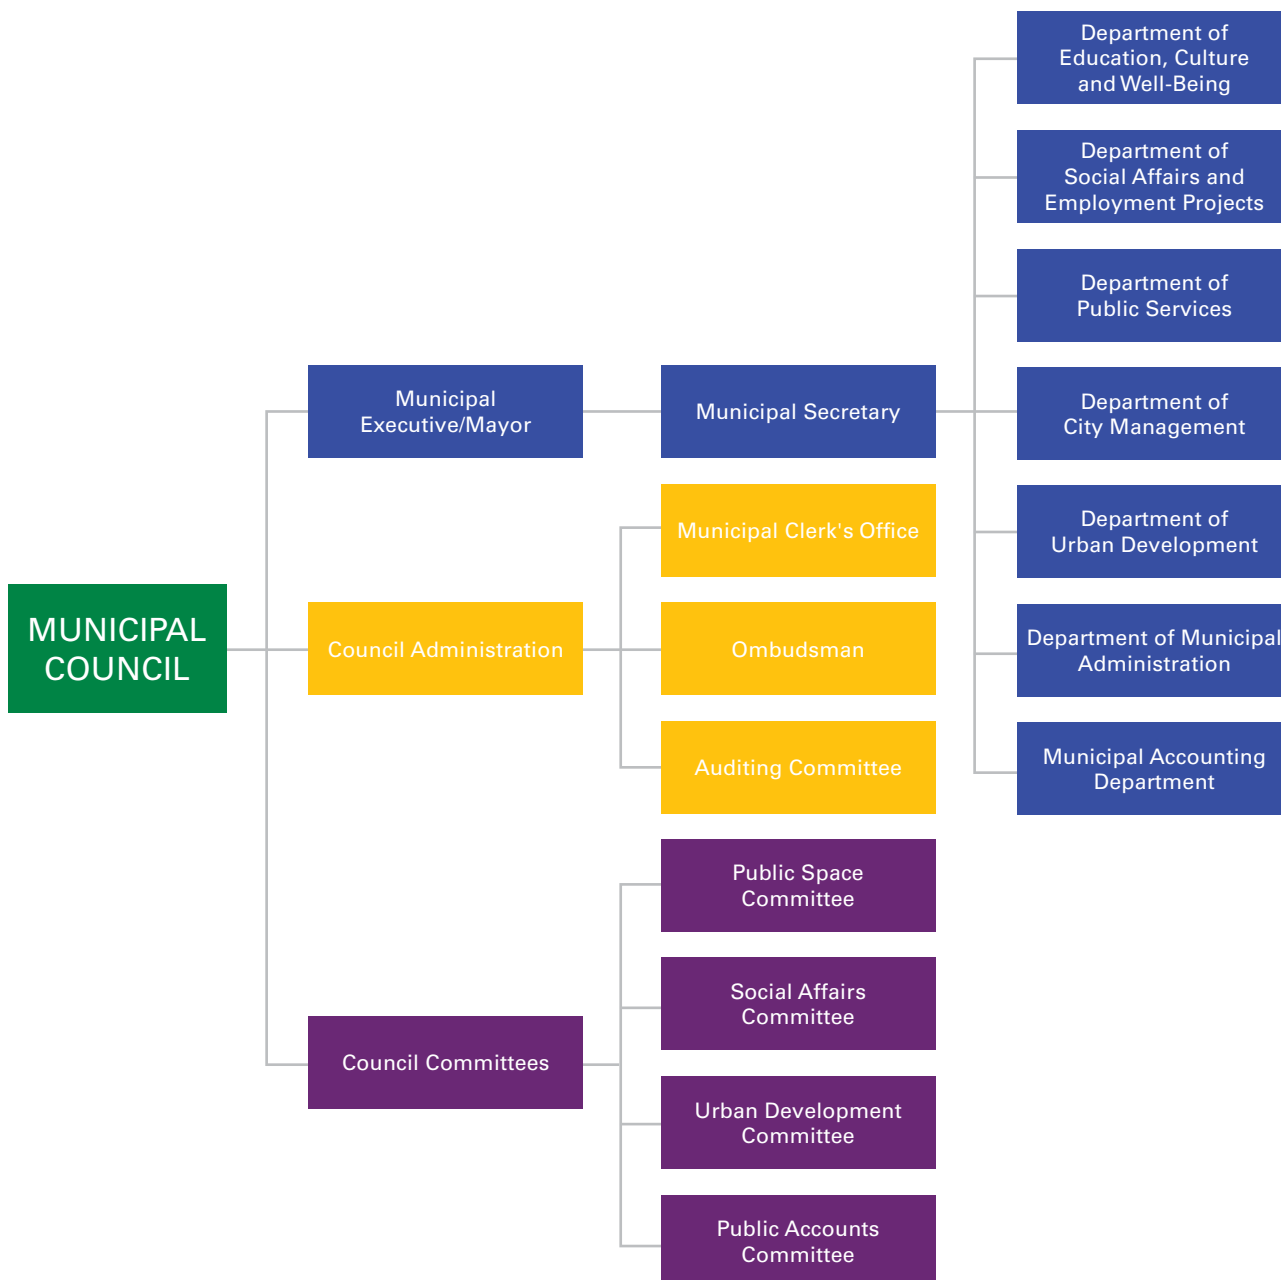 MUNICIPAL
COUNCIL
Municipal
Executive/Mayor
Council Administration
Council Committees
Municipal Secretary
Municipal Clerk's Office
Ombudsman
Auditing Committee
Public Space
Committee
Social Affairs
Committee
Urban Development
Committee
Public Accounts
Committee
Department of
Education, Culture
and Well-Being
Department of
Social Affairs and
Employment Projects
Department of
Public Services
Department of
City Management
Department of
Urban Development
Department of Municipal
Administration
Municipal Accounting
Department